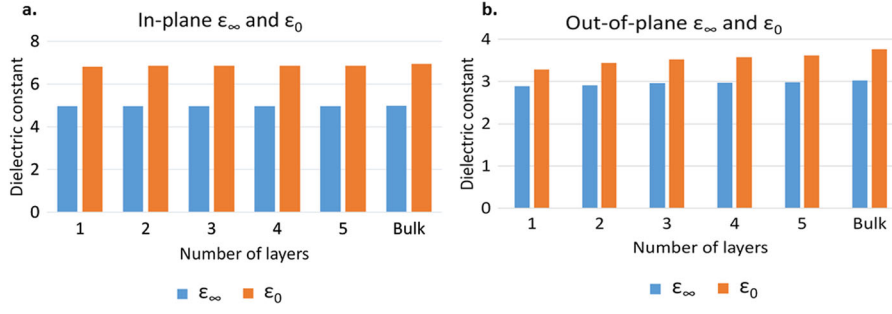 a.
In-plane ε∞ and ε0
Dielectric constant
8
6
4
2
0
1 2 3 4 5 Bulk
Number of layers
ε∞ ε0
b.
Out-of-plane ε∞ and ε0
Dielectric constant
4
3
2
1
0
1 2 3 4 5 Bulk
Number of layers
ε∞ ε0